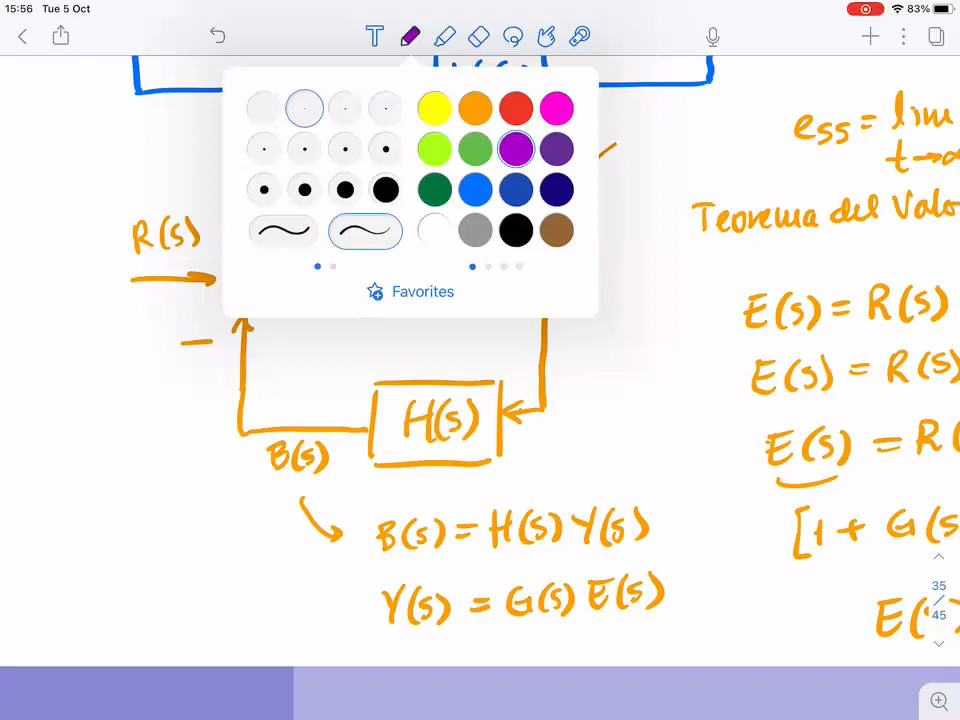 15:56 Tue 5 Oct
83%
T
ess = lim
t→∞
Teorema del Valo
R(s)
E(s) = R(s)
E(s) = R(s)
−
H(s)
B(s)
E(s) = R(
B(s) = H(s) Y(s)
[1 + G(s
Y(s) = G(s) E(s)
E(
Favorites
35
45